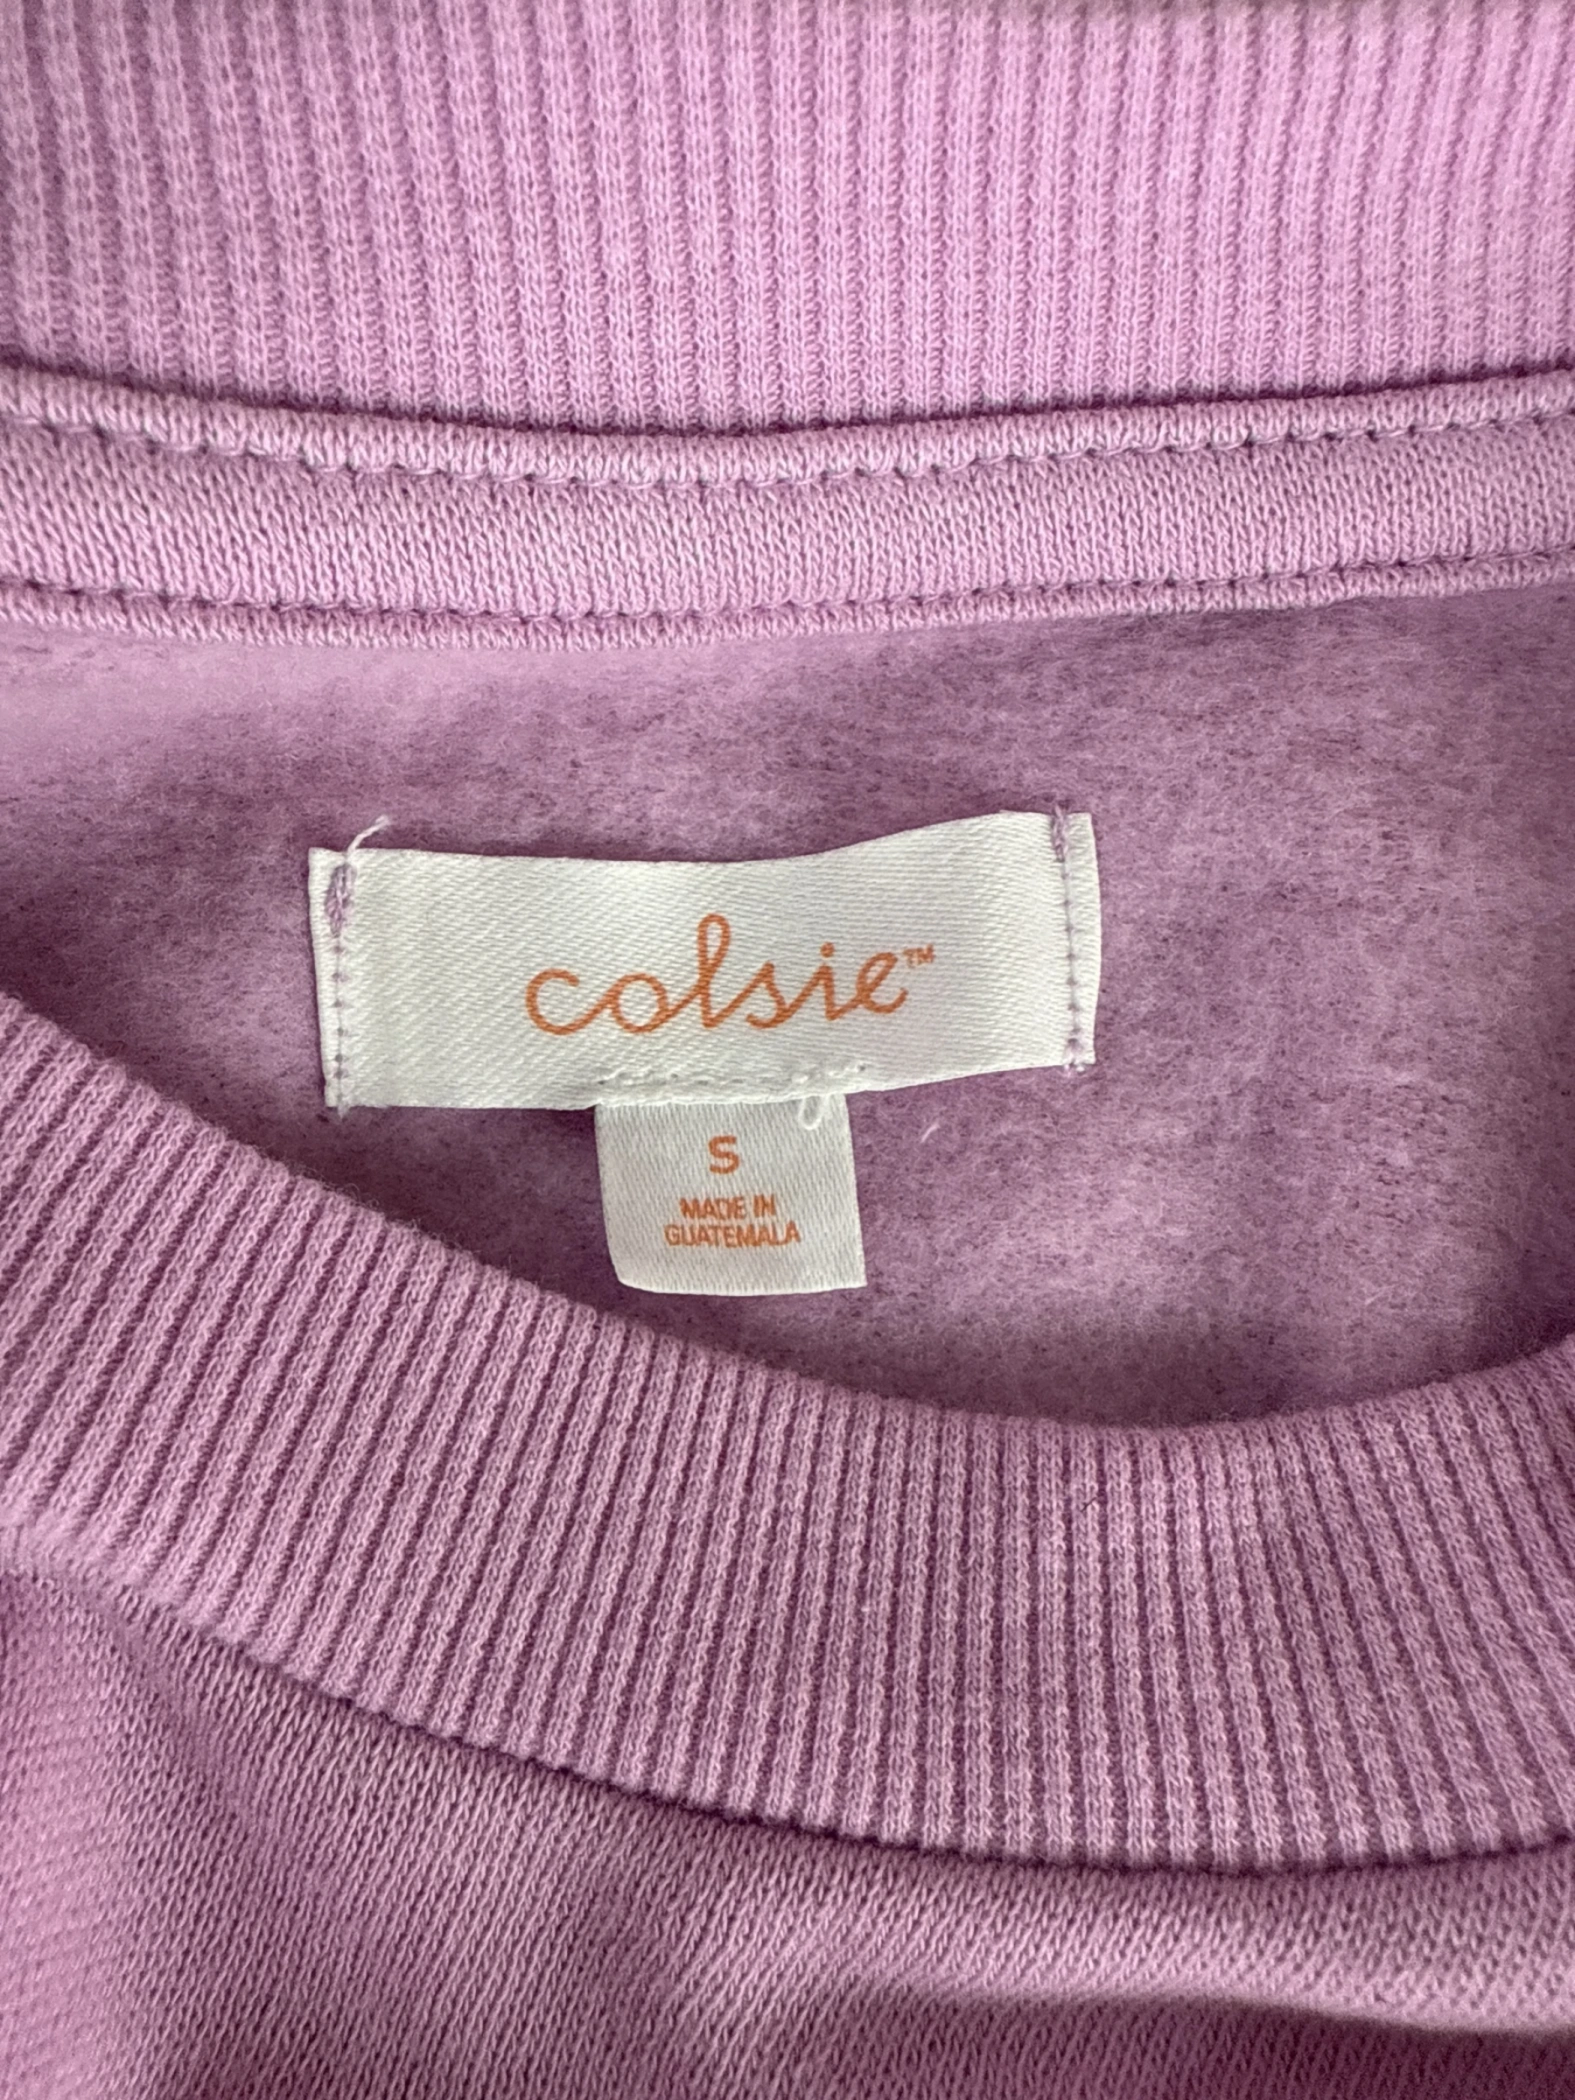 colsie™
S
MADE IN
GUATEMALA